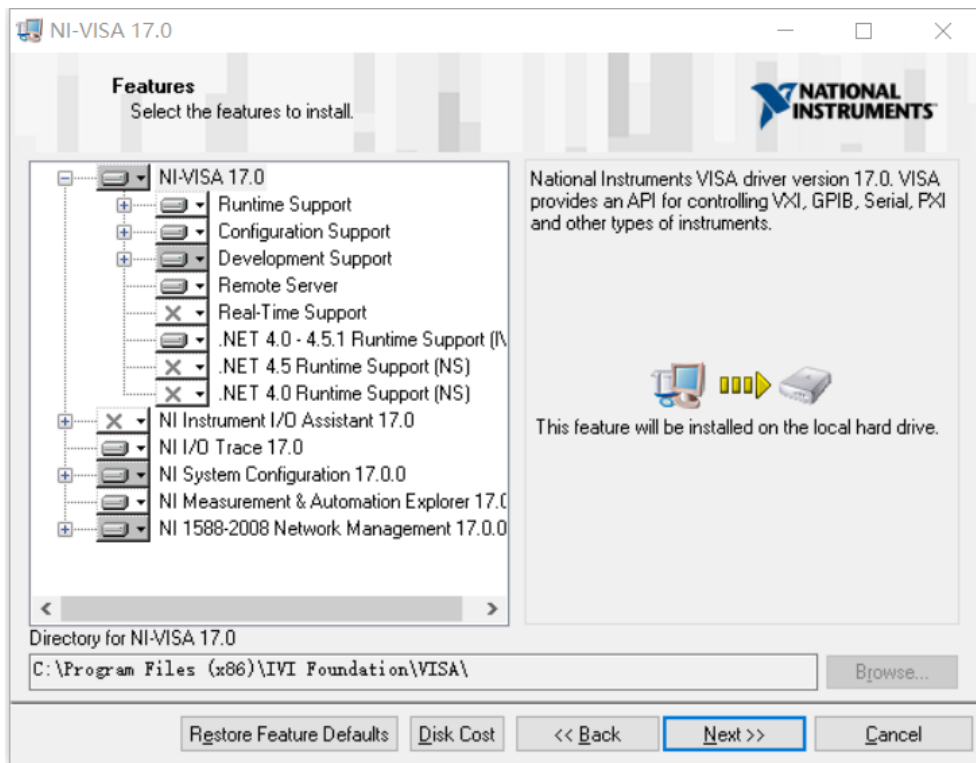 NI-VISA 17.0
Features
Select the features to install.
NATIONAL
INSTRUMENTS
NI-VISA 17.0
Runtime Support
Configuration Support
Development Support
Remote Server
Real-Time Support
.NET 4.0 - 4.5.1 Runtime Support (IV
.NET 4.5 Runtime Support (NS)
.NET 4.0 Runtime Support (NS)
NI Instrument I/O Assistant 17.0
NI I/O Trace 17.0
NI System Configuration 17.0.0
NI Measurement & Automation Explorer 17.0
NI 1588-2008 Network Management 17.0.0
National Instruments VISA driver version 17.0. VISA
provides an API for controlling VXI, GPIB, Serial, PXI
and other types of instruments.
This feature will be installed on the local hard drive.
Directory for NI-VISA 17.0
C:\Program Files (x86)\IVI Foundation\VISA\
Browse...
Restore Feature Defaults
Disk Cost
<< Back
Next >>
Cancel